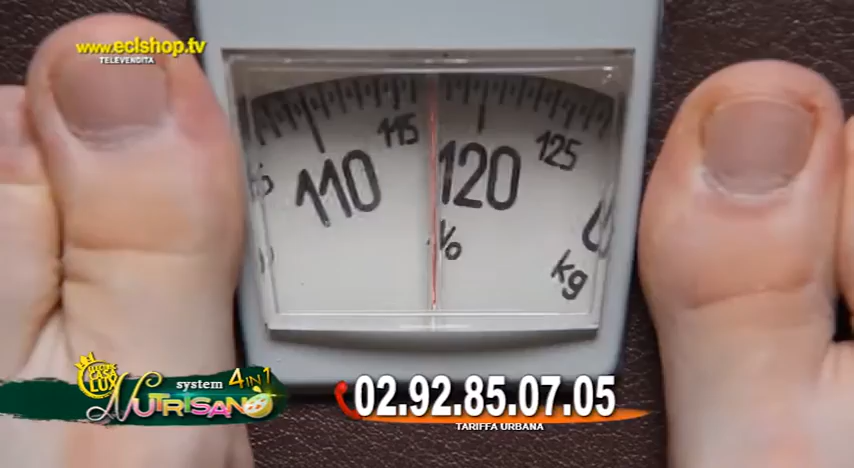 www.eclshop.tv
TELEVENDITA
110
115
120
125
%
kg
ELECTRIC
CASA
LUX
system 4 IN 1
NUTRISANO
02.92.85.07.05
TARIFFA URBANA